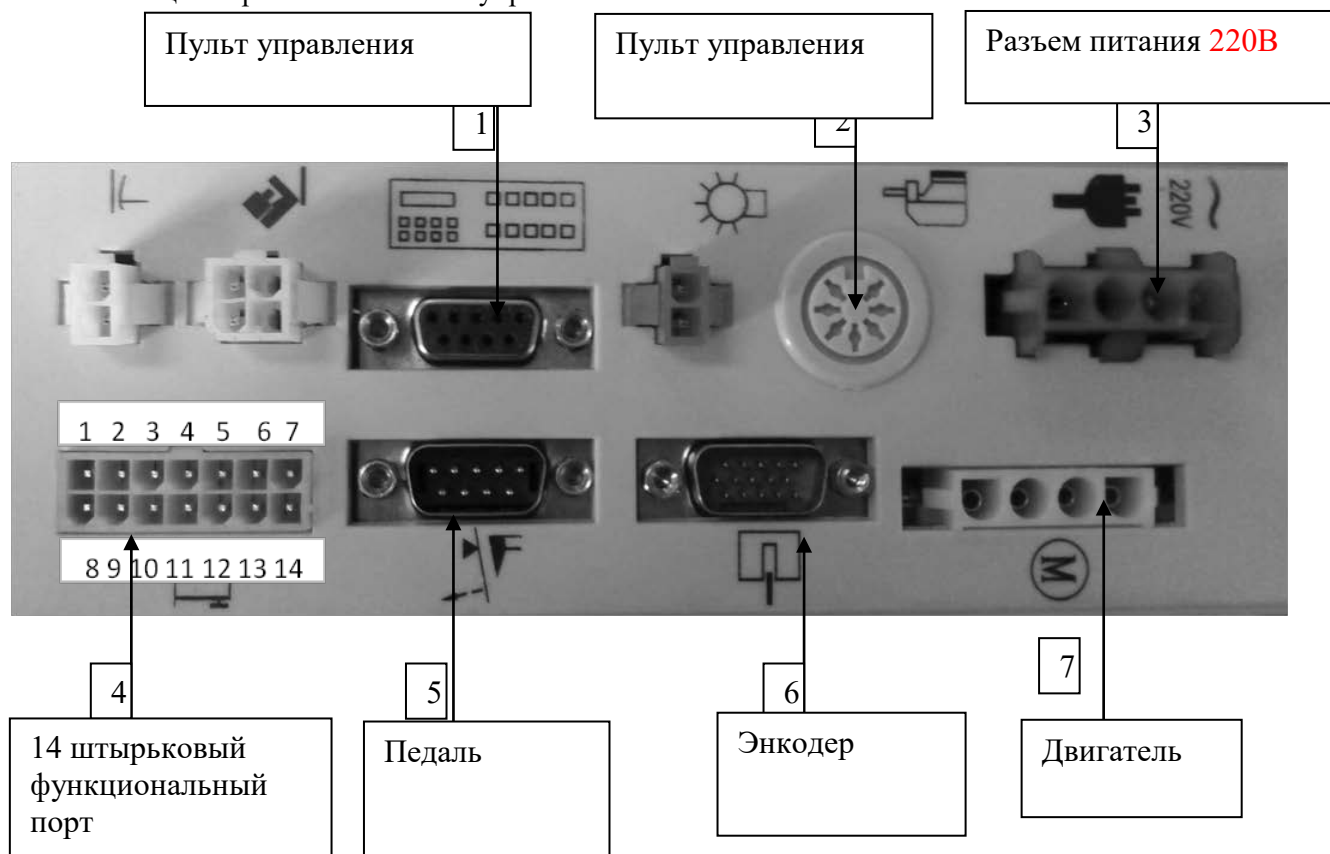 Пульт управления
Пульт управления
Разъем питания 220В
1
2
3
220V
1 2 3 4 5 6 7
8 9 10 11 12 13 14
M
4
5
6
7
14 штырьковый
функциональный
порт
Педаль
Энкодер
Двигатель